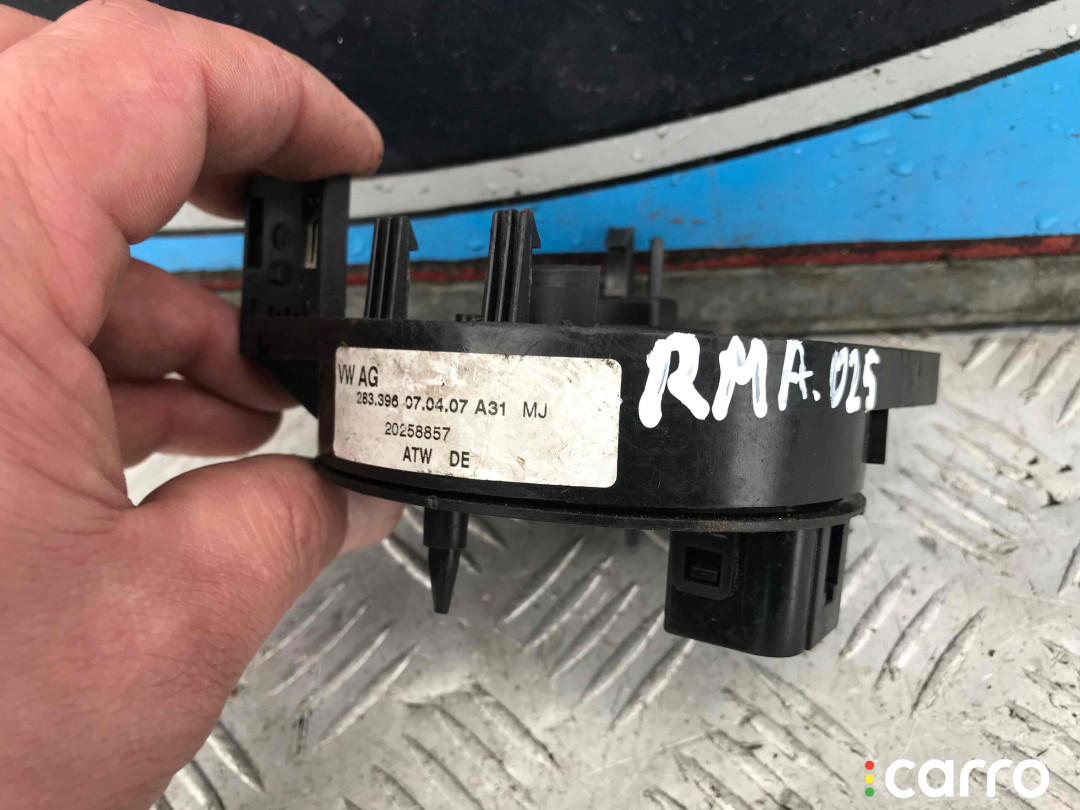 VW AG
283.396 07.04.07 A31 MJ
20258857
ATW DE
RMA.025
carro